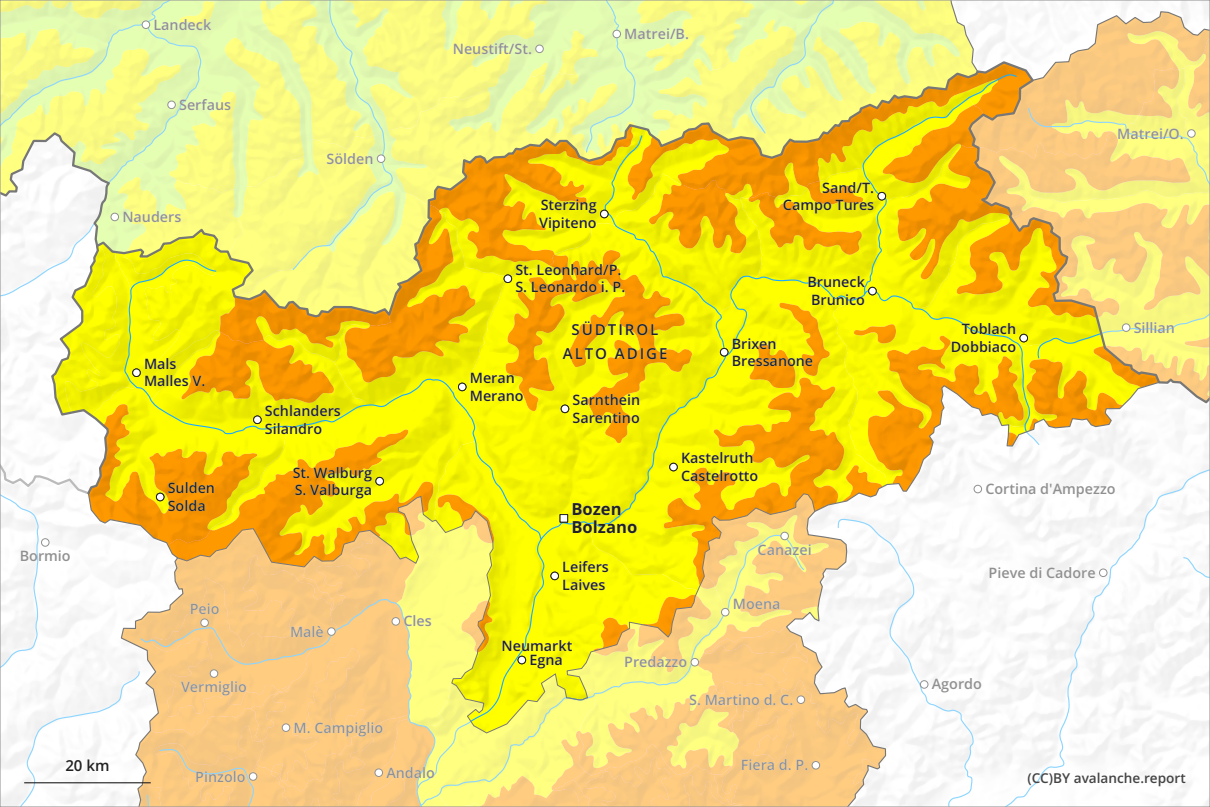 Landeck
Matrei/B.
Neustift/St.
Serfaus
Matrei/O.
Sölden
Sand/T.
Campo Tures
Sterzing
Vipiteno
Nauders
St. Leonhard/P.
S. Leonardo i. P.
Bruneck
Brunico
SÜDTIROL
ALTO ADIGE
Toblach
Dobbiaco
Sillian
Brixen
Bressanone
Mals
Malles V.
Meran
Merano
Sarnthein
Sarentino
Schlanders
Silandro
Kastelruth
Castelrotto
St. Walburg
S. Valburga
Sulden
Solda
Cortina d'Ampezzo
Bozen
Bolzano
Bormio
Canazei
Leifers
Laives
Pieve di Cadore
Peio
Moena
Malè
Cles
Neumarkt
Egna
Predazzo
Vermiglio
Agordo
S. Martino d. C.
M. Campiglio
Fiera d. P.
20 km
Pinzolo
Andalo
(CC)BY avalanche.report